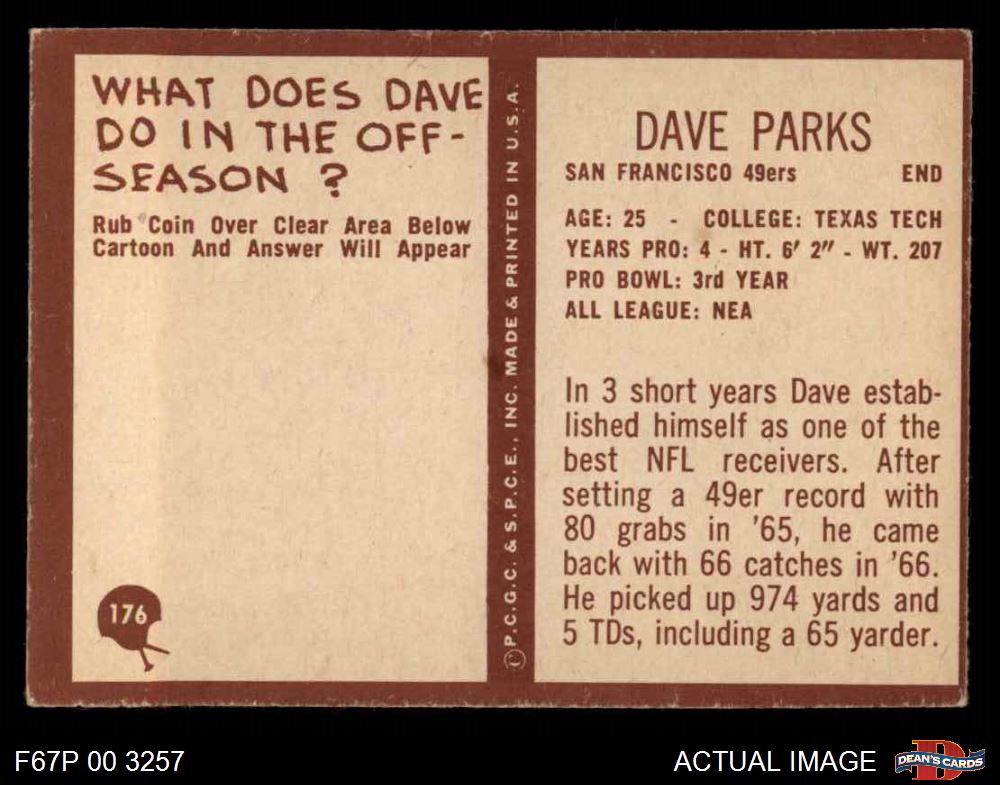 WHAT DOES DAVE
DO IN THE OFF-
SEASON ?
Rub Coin Over Clear Area Below
Cartoon And Answer Will Appear
176
©P.C.G.C. & S.P.C.E., INC. MADE & PRINTED IN U.S.A.
DAVE PARKS
SAN FRANCISCO 49ers END
AGE: 25 - COLLEGE: TEXAS TECH
YEARS PRO: 4 - HT. 6' 2" - WT. 207
PRO BOWL: 3rd YEAR
ALL LEAGUE: NEA
In 3 short years Dave estab-
lished himself as one of the
best NFL receivers. After
setting a 49er record with
80 grabs in '65, he came
back with 66 catches in '66.
He picked up 974 yards and
5 TDs, including a 65 yarder.
F67P 00 3257
ACTUAL IMAGE
DEAN'S CARDS